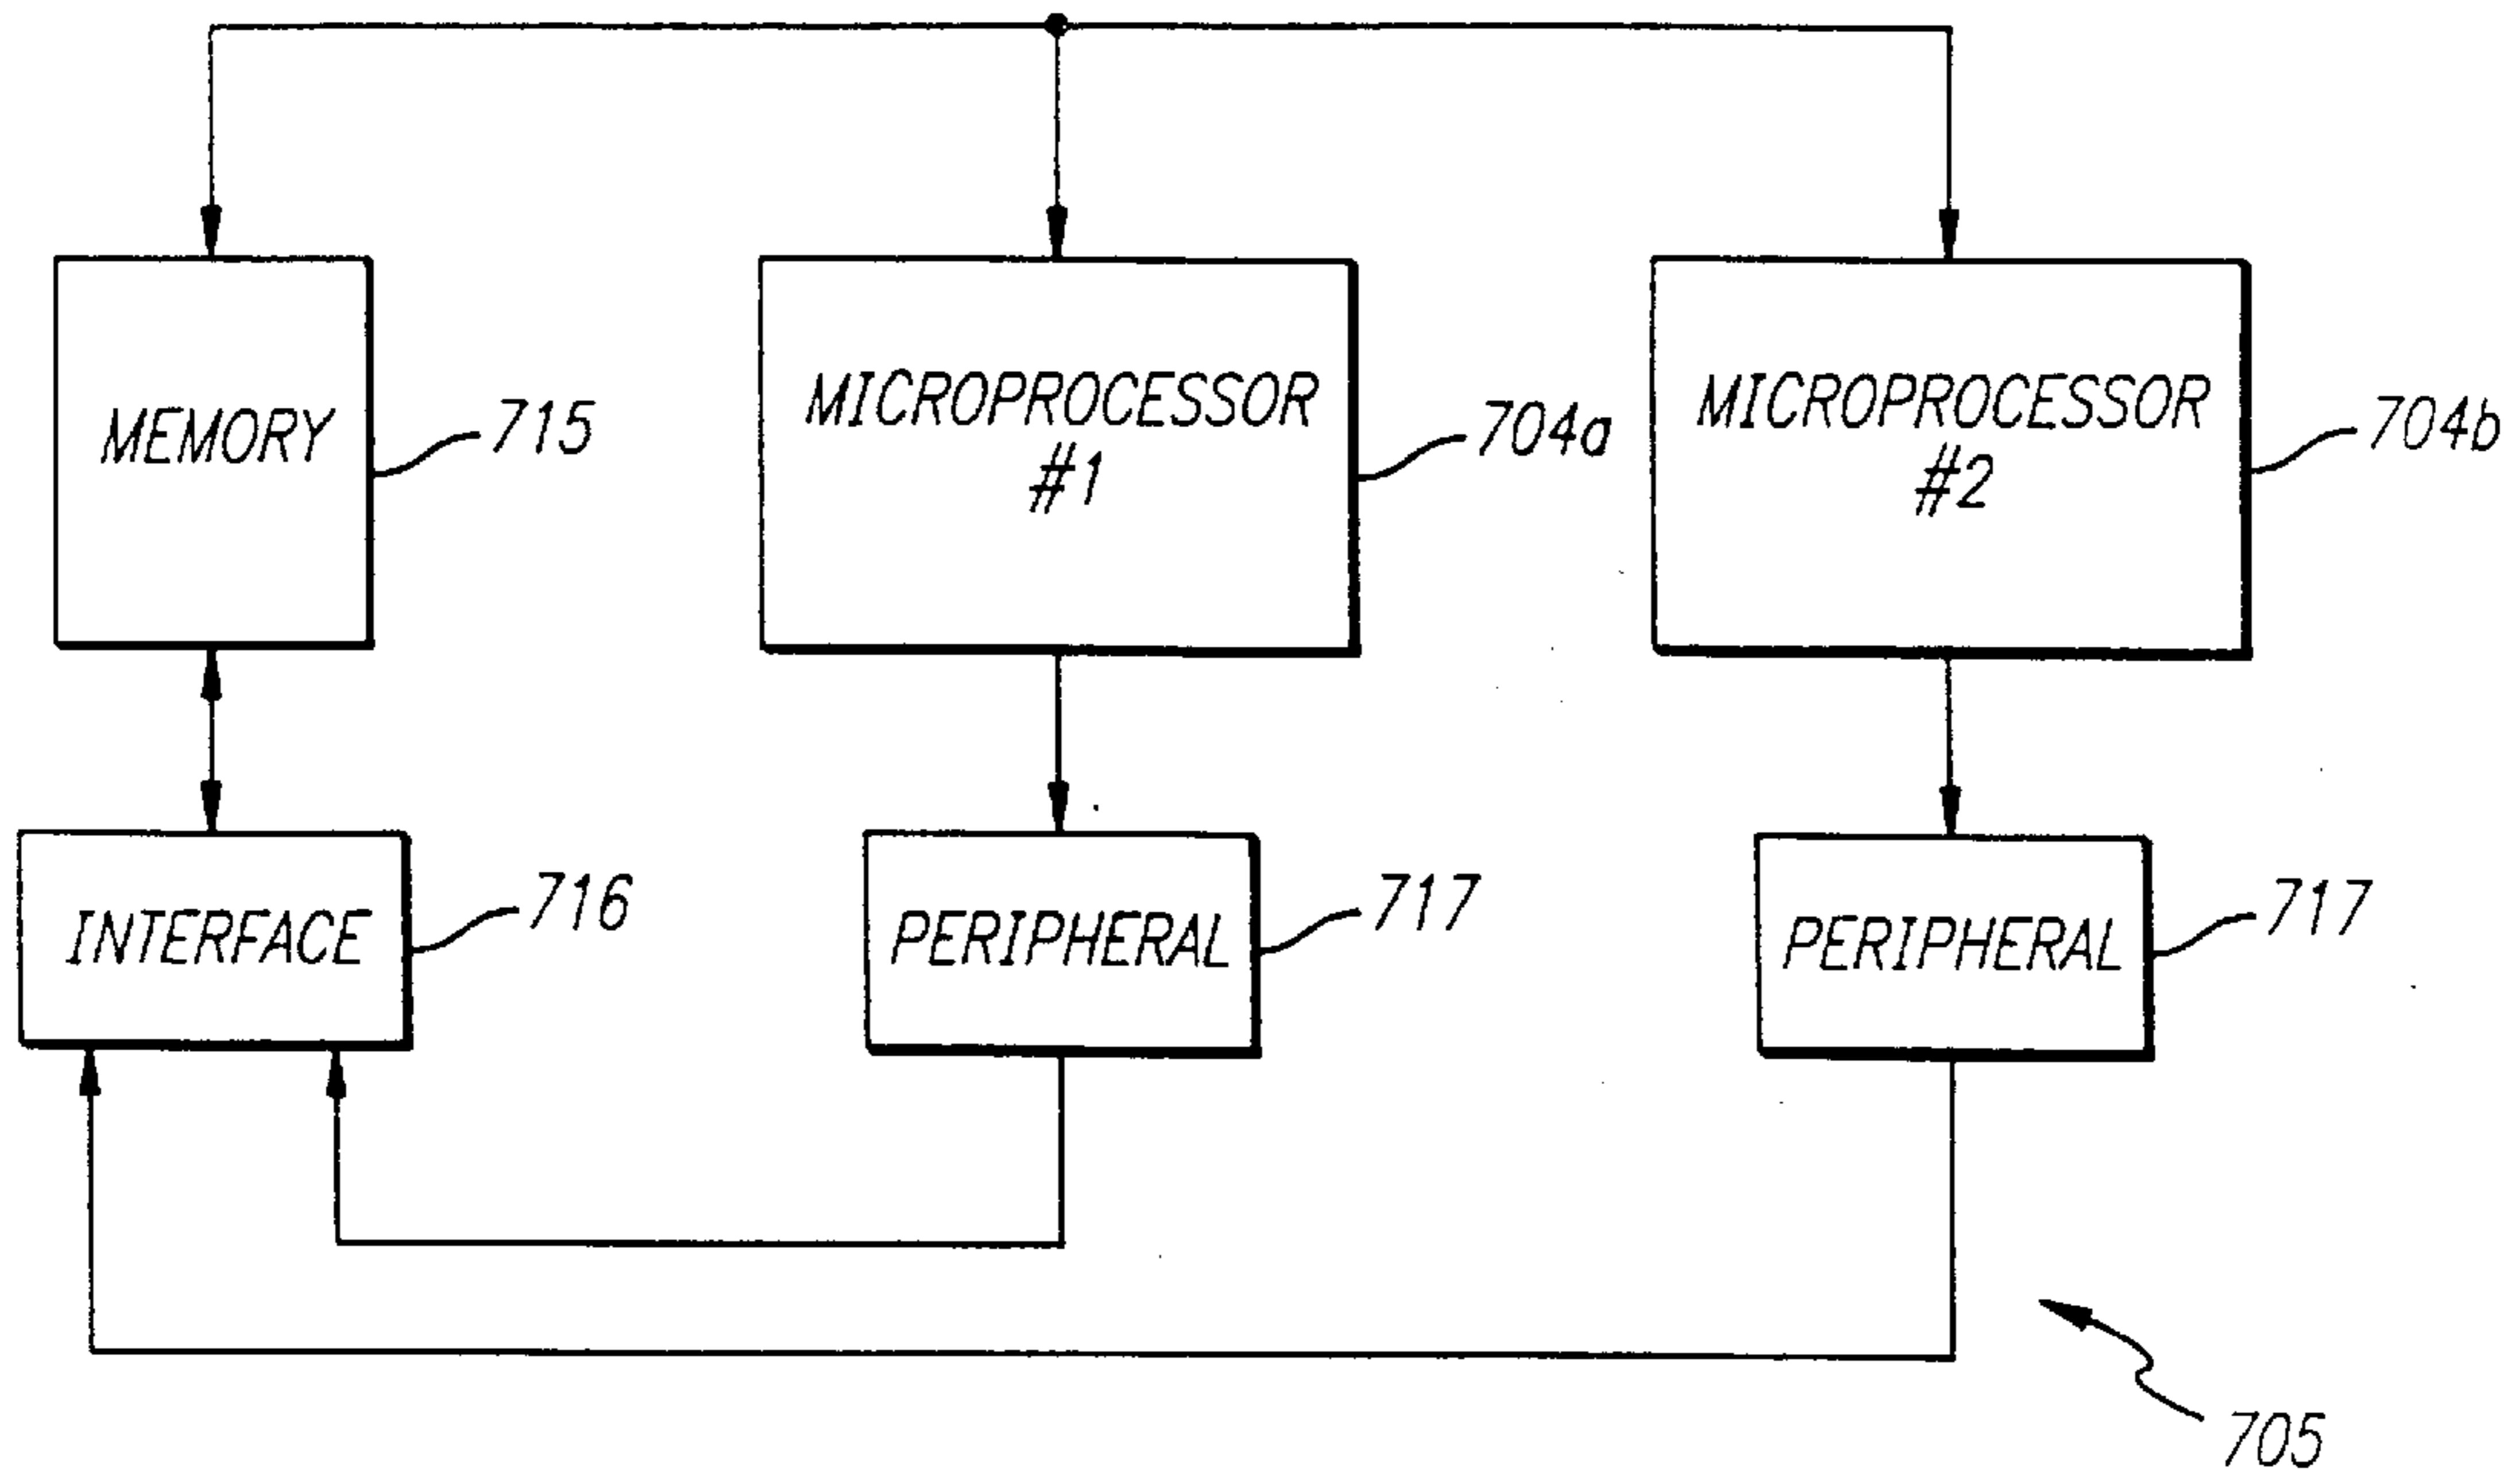 MEMORY
715
MICROPROCESSOR
#1
704a
MICROPROCESSOR
#2
704b
INTERFACE
716
PERIPHERAL
717
PERIPHERAL
717
705